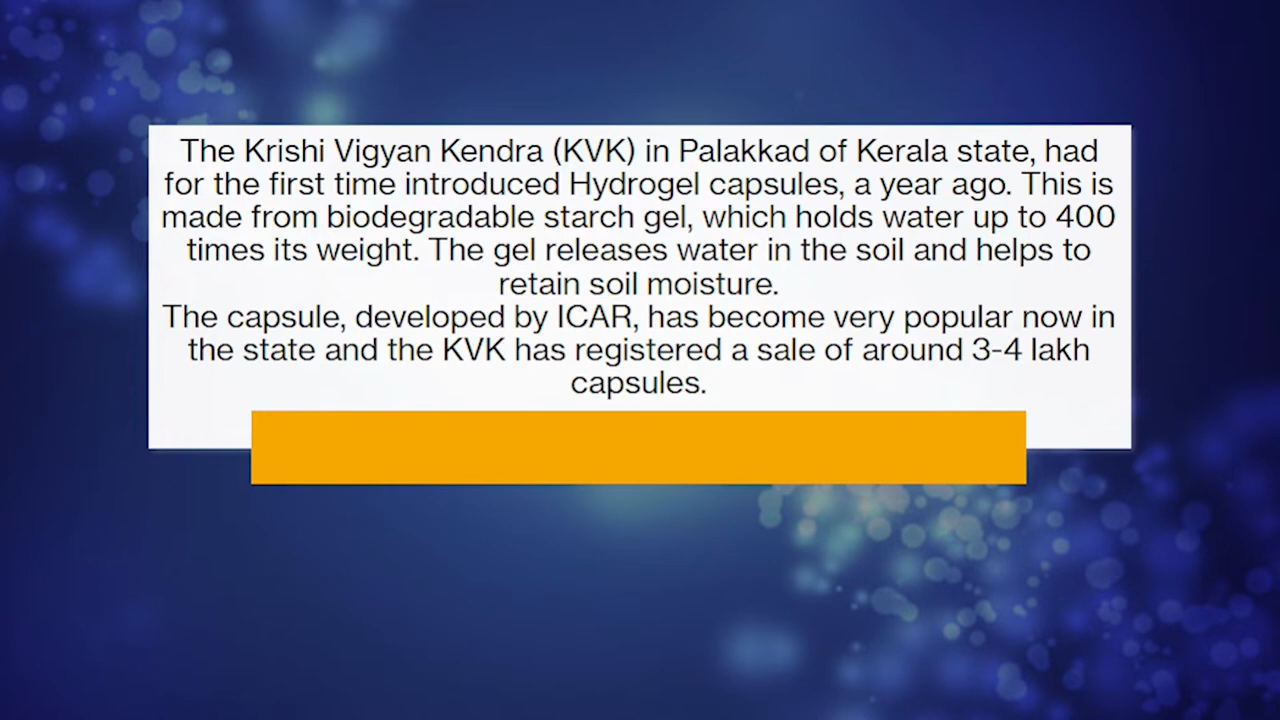 The Krishi Vigyan Kendra (KVK) in Palakkad of Kerala state, had
for the first time introduced Hydrogel capsules, a year ago. This is
made from biodegradable starch gel, which holds water up to 400
times its weight. The gel releases water in the soil and helps to
retain soil moisture.
The capsule, developed by ICAR, has become very popular now in
the state and the KVK has registered a sale of around 3-4 lakh
capsules.